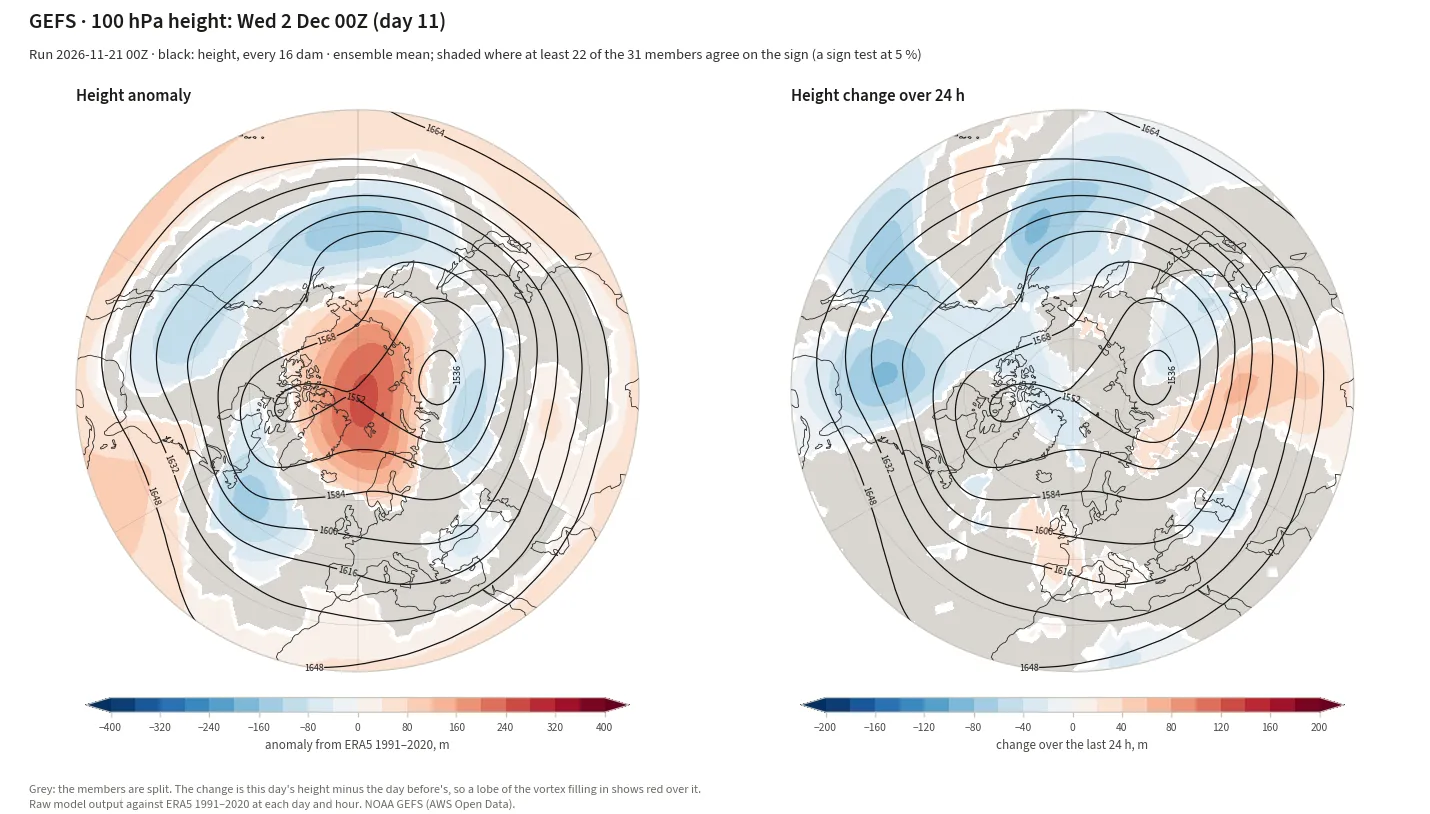 GEFS · 100 hPa height: Wed 2 Dec 00Z (day 11)
Run 2026-11-21 00Z · black: height, every 16 dam · ensemble mean; shaded where at least 22 of the 31 members agree on the sign (a sign test at 5 %)
Height anomaly
Height change over 24 h
1664
1568
1536
1552
1632
1648
1584
1600
1616
1648
1664
1568
1536
1552
1632
1648
1584
1600
1616
1648
−400 −320 −240 −160 −80 0 80 160 240 320 400
anomaly from ERA5 1991–2020, m
−200 −160 −120 −80 −40 0 40 80 120 160 200
change over the last 24 h, m
Grey: the members are split. The change is this day's height minus the day before's, so a lobe of the vortex filling in shows red over it.
Raw model output against ERA5 1991–2020 at each day and hour. NOAA GEFS (AWS Open Data).